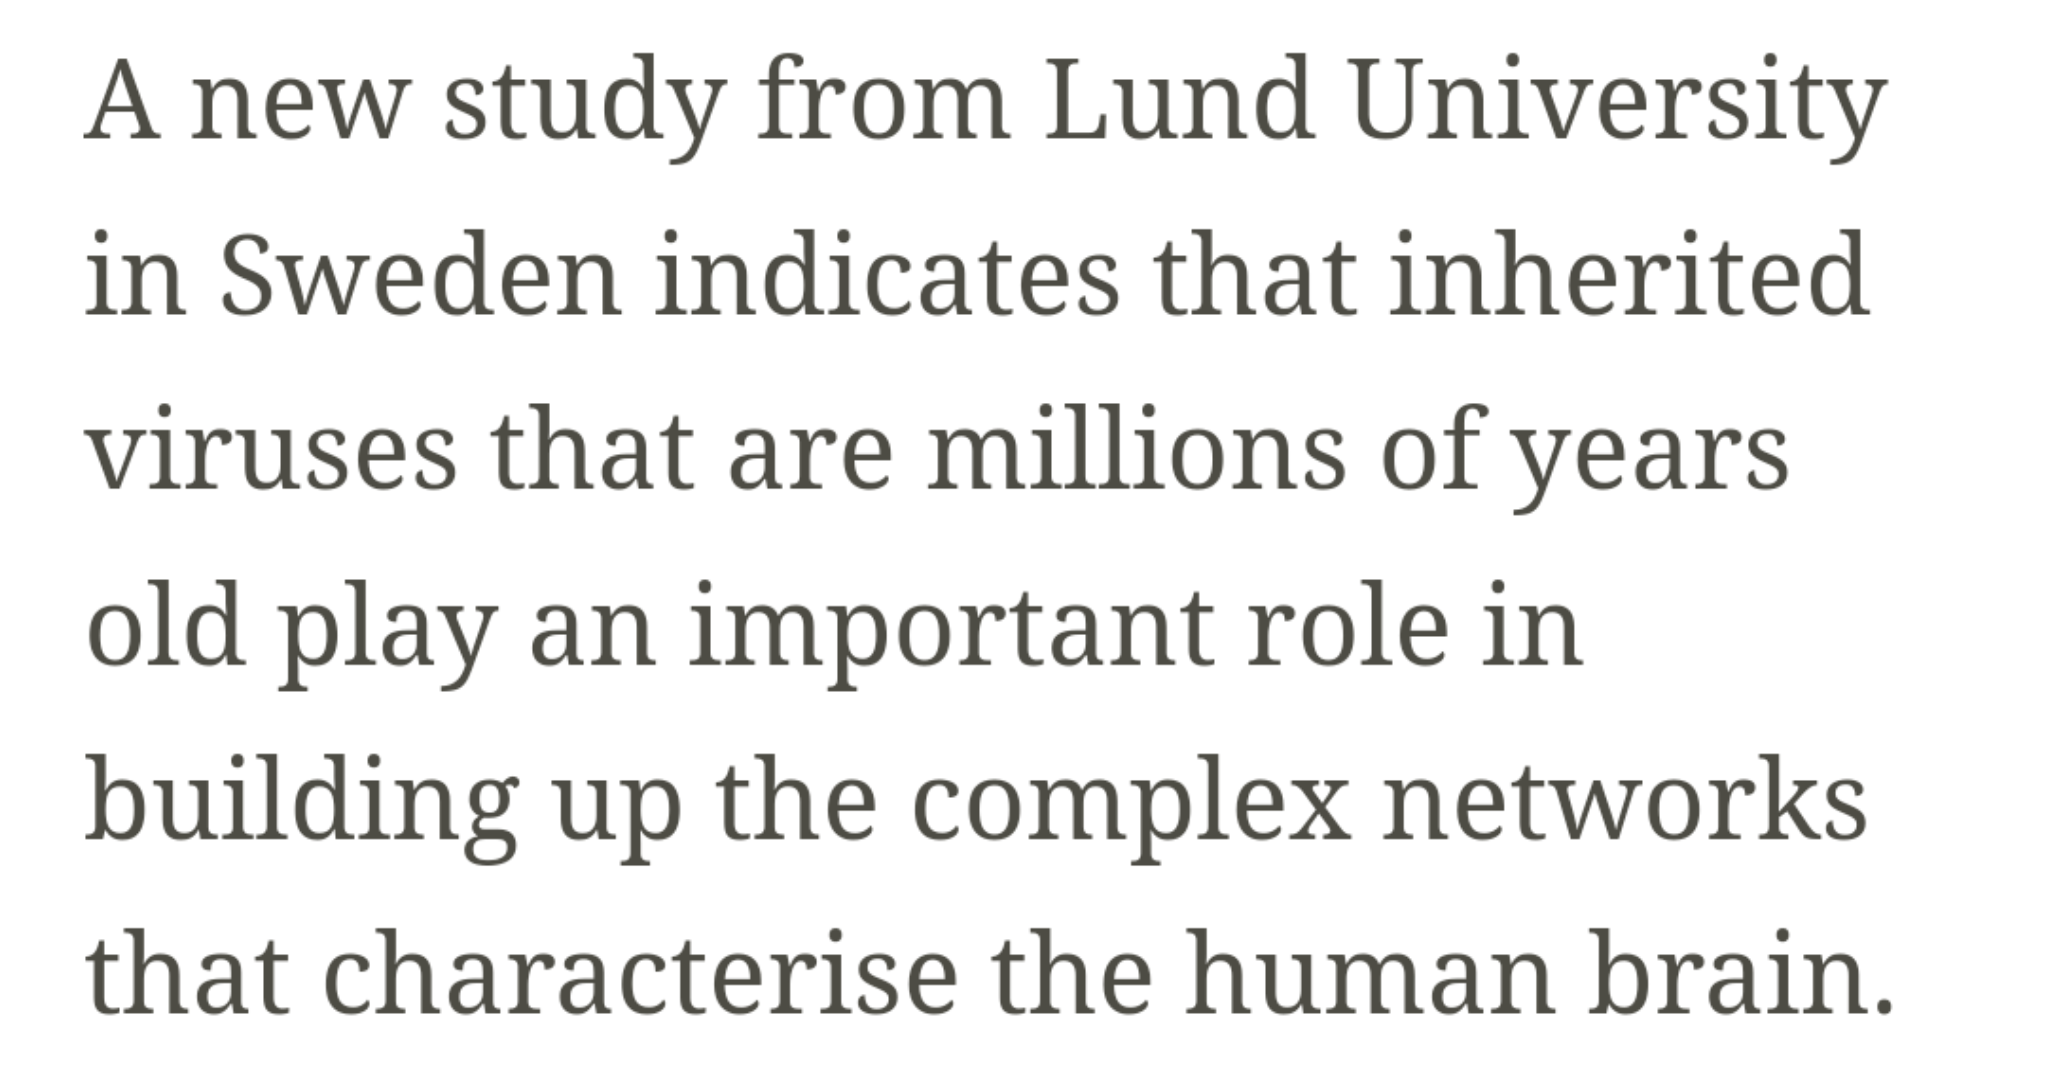 A new study from Lund University
in Sweden indicates that inherited
viruses that are millions of years
old play an important role in
building up the complex networks
that characterise the human brain.